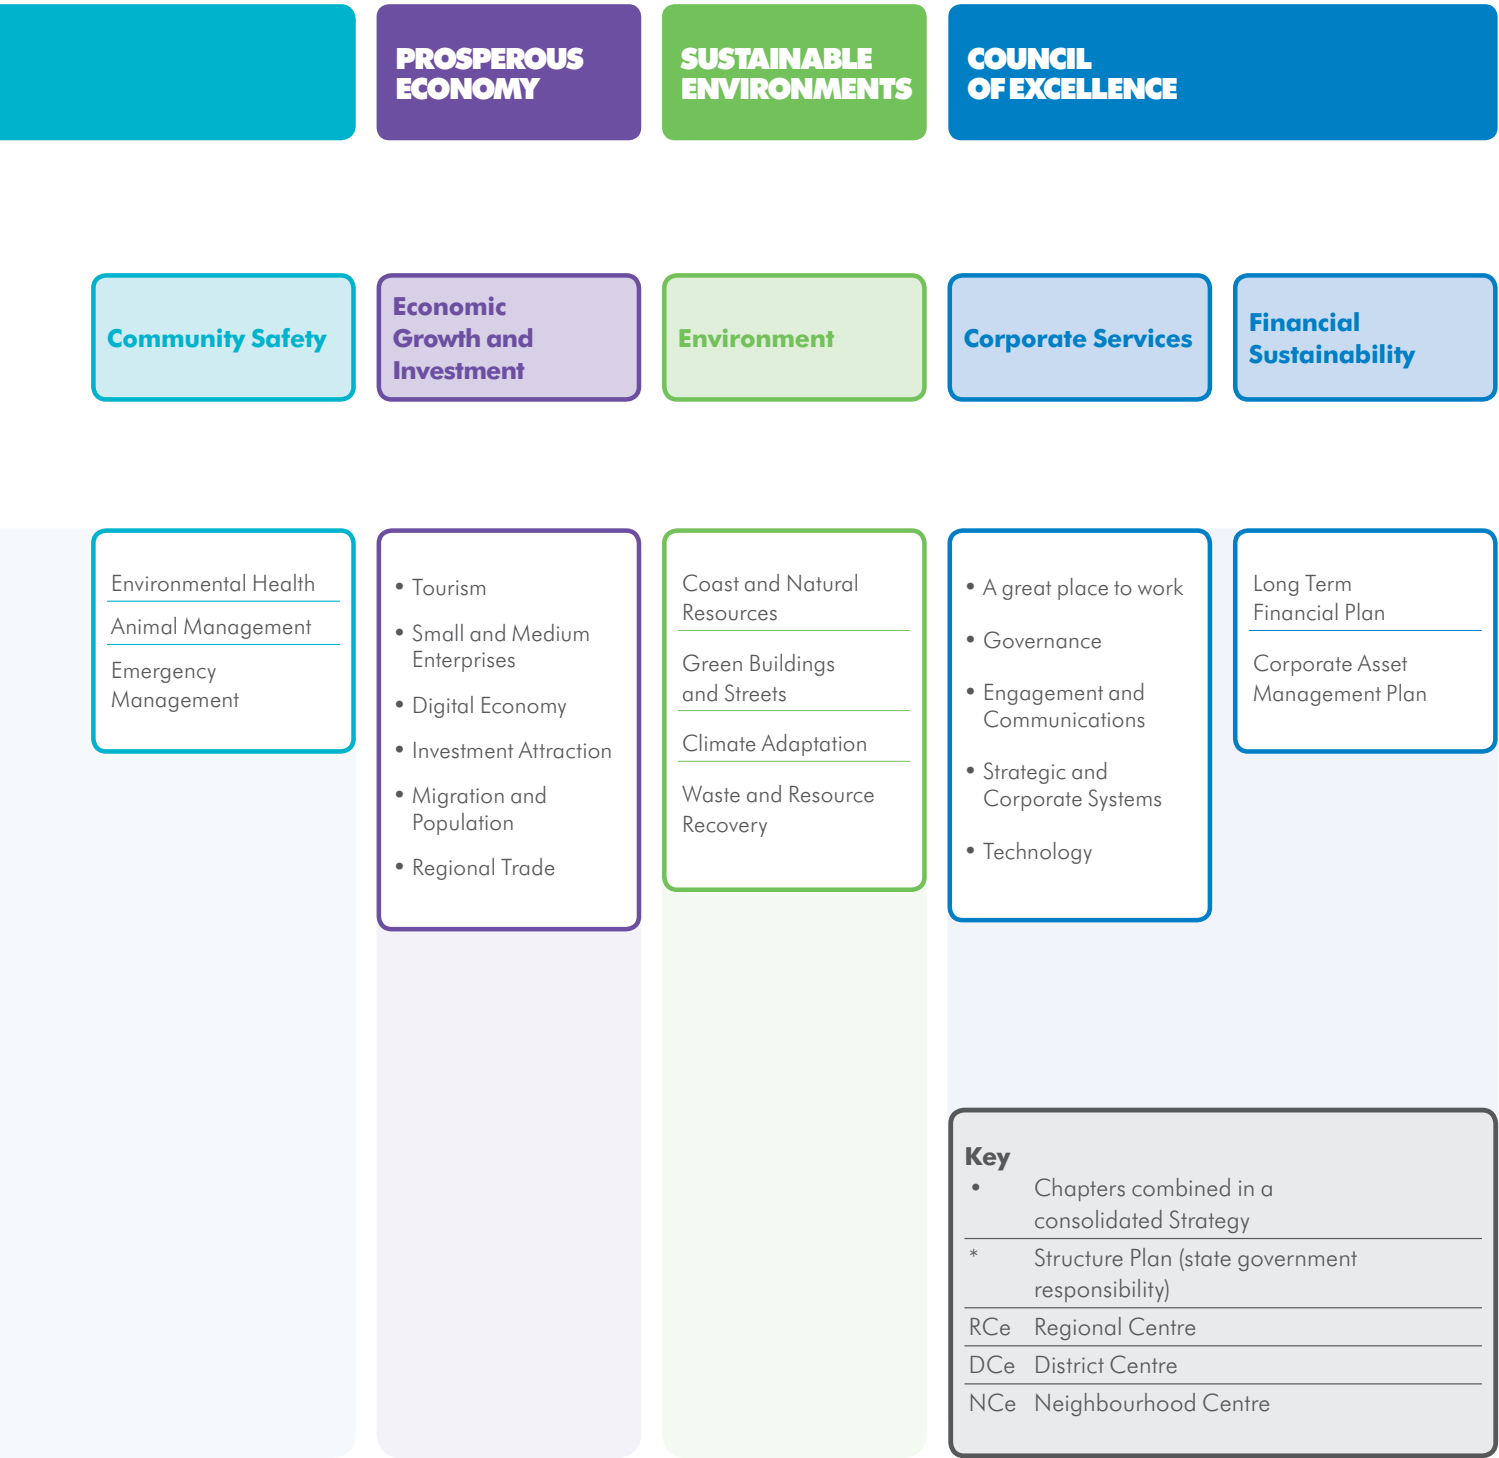 PROSPEROUS
ECONOMY
SUSTAINABLE
ENVIRONMENTS
COUNCIL
OF EXCELLENCE
Community Safety
Economic
Growth and
Investment
Environment
Corporate Services
Financial
Sustainability
Environmental Health
Animal Management
Emergency
Management
• Tourism
• Small and Medium
Enterprises
• Digital Economy
• Investment Attraction
• Migration and
Population
• Regional Trade
Coast and Natural
Resources
Green Buildings
and Streets
Climate Adaptation
Waste and Resource
Recovery
• A great place to work
• Governance
• Engagement and
Communications
• Strategic and
Corporate Systems
• Technology
Long Term
Financial Plan
Corporate Asset
Management Plan
Key
• Chapters combined in a
consolidated Strategy
* Structure Plan (state government
responsibility)
RCe Regional Centre
DCe District Centre
NCe Neighbourhood Centre